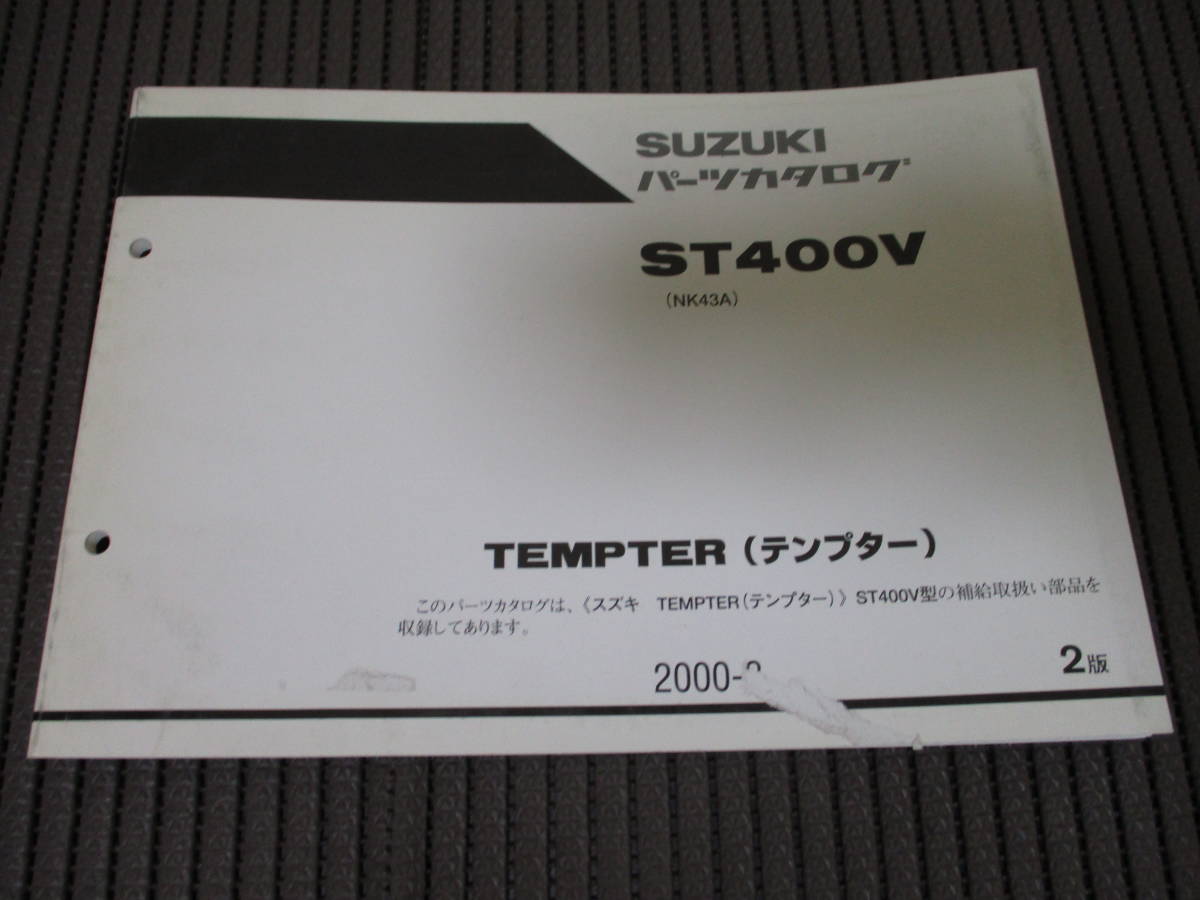 SUZUKI
パーツカタログ
ST400V
(NK43A)
TEMPTER (テンプター)
このパーツカタログは、《スズキ TEMPTER(テンプター)》ST400V型の補給取扱い部品を
収録してあります。
2000-
2版